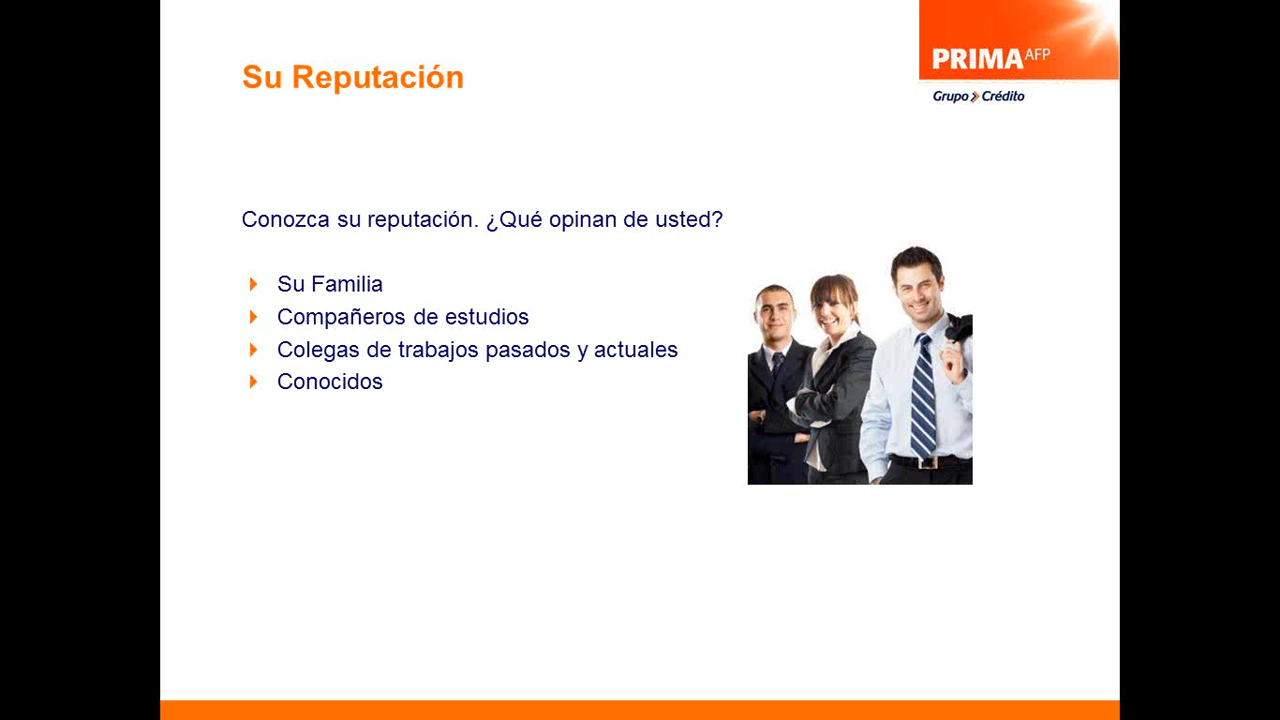 Su Reputación
PRIMA AFP
Grupo Crédito
Conozca su reputación. ¿Qué opinan de usted?
Su Familia
Compañeros de estudios
Colegas de trabajos pasados y actuales
Conocidos